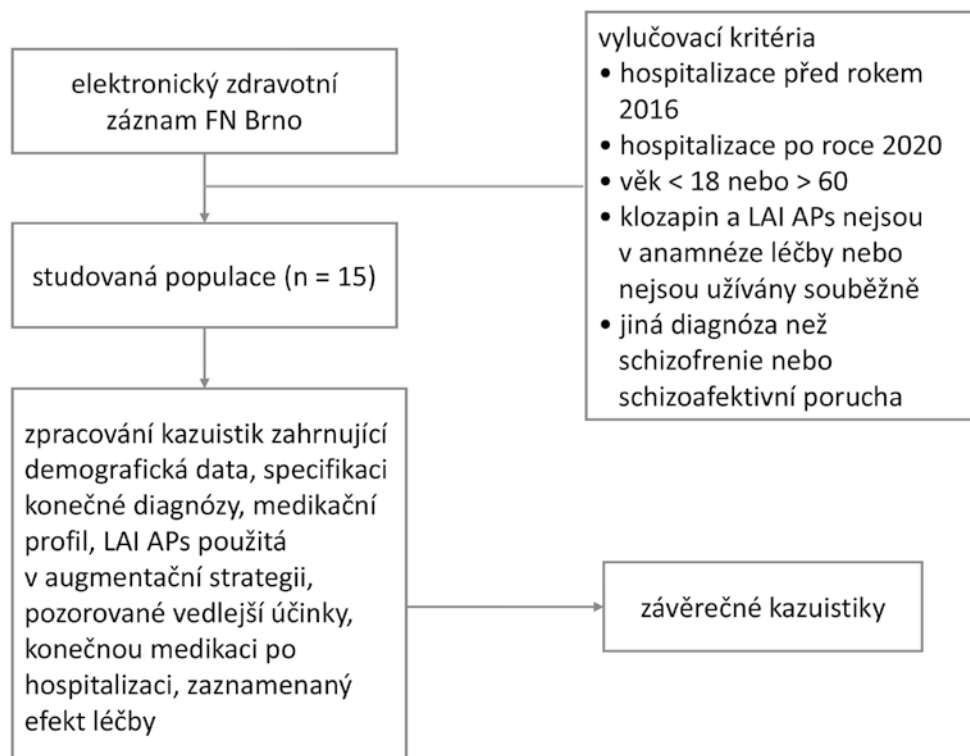 elektronický zdravotní
záznam FN Brno
vylučovací kritéria
• hospitalizace před rokem
2016
• hospitalizace po roce 2020
• věk < 18 nebo > 60
• klozapin a LAI APs nejsou
v anamnéze léčby nebo
nejsou užívány souběžně
• jiná diagnóza než
schizofrenie nebo
schizoafektivní porucha
studovaná populace (n = 15)
zpracování kazuistik zahrnující
demografická data, specifikaci
konečné diagnózy, medikační
profil, LAI APs použitá
v augmentační strategii,
pozorované vedlejší účinky,
konečnou medikaci po
hospitalizaci, zaznamenaný
efekt léčby
závěrečné kazuistiky